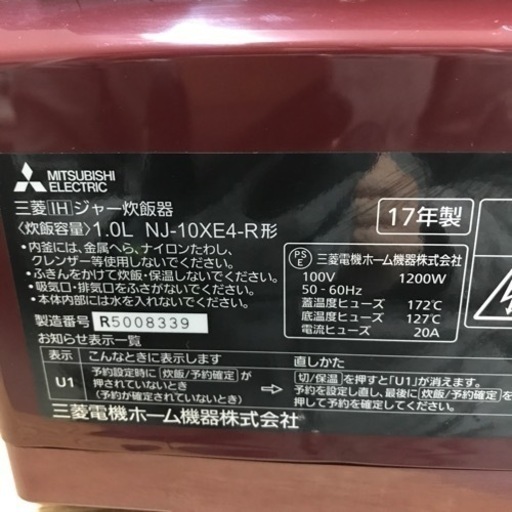 MITSUBISHI
ELECTRIC
三菱IHジャー炊飯器
〈炊飯容量〉1.0L NJ-10XE4-R形
17年製
・内釜には、金属へら、ナイロンたわし、
クレンザー等使用しないでください。
・ふきんをかけて炊飯・保温しないでください。
・吸気口・排気口をふさがないでください。
・本体内部には水を入れないでください。
製造番号 R5008339
PSE 三菱電機ホーム機器株式会社
100V 1200W
50-60Hz
蓋温度ヒューズ 172℃
底温度ヒューズ 127℃
電流ヒューズ 20A
お知らせ表示一覧
表示 こんなときに表示します 直しかた
U1 予約設定時に 炊飯/予約確定 が
押されていないとき
(予約が確定されていないとき)
切/保温 を押すと「U1」が消えます。
予約を設定し直し、最後に 炊飯/予約確定 を
押して予約を確定してください。
三菱電機ホーム機器株式会社